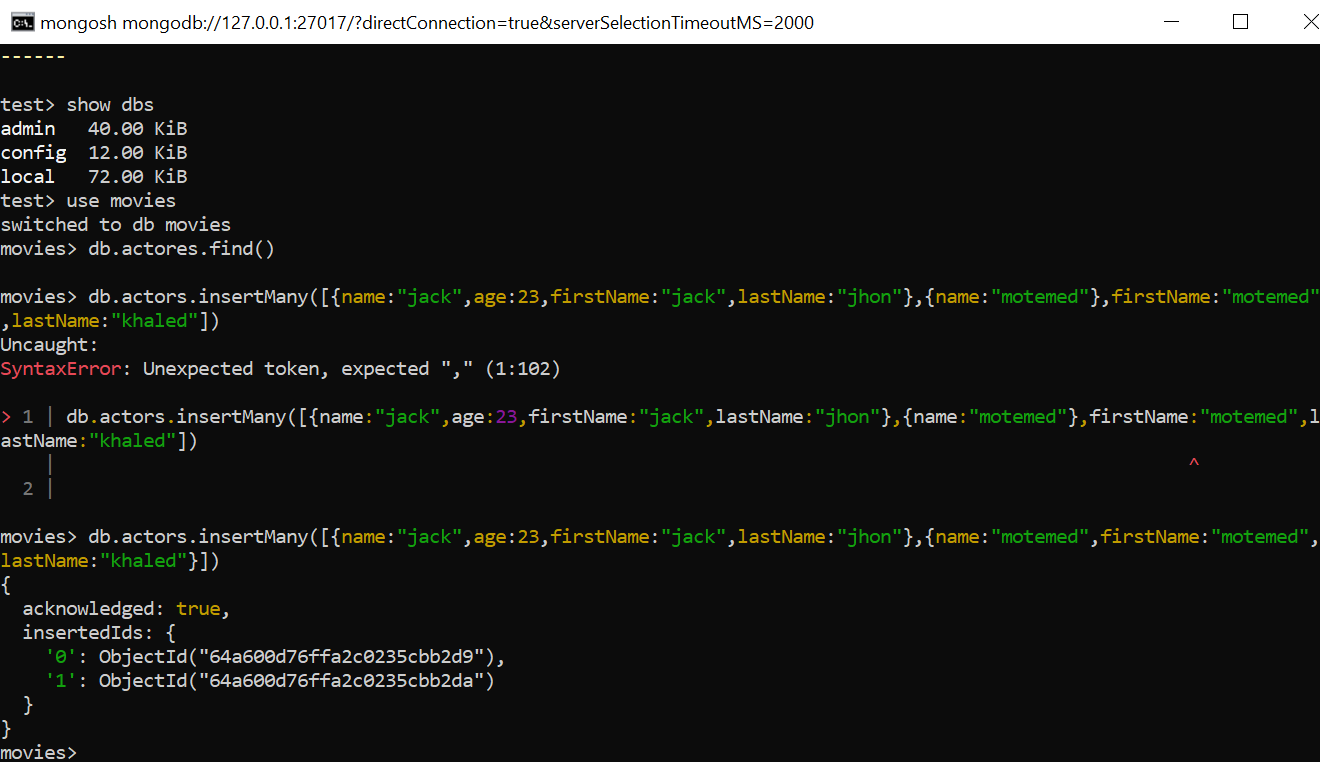 mongosh mongodb://127.0.0.1:27017/?directConnection=true&serverSelectionTimeoutMS=2000
------
test> show dbs
admin   40.00 KiB
config  12.00 KiB
local   72.00 KiB
test> use movies
switched to db movies
movies> db.actores.find()
movies> db.actors.insertMany([{name:"jack",age:23,firstName:"jack",lastName:"jhon"},{name:"motemed"},firstName:"motemed"
,lastName:"khaled"])
Uncaught:
SyntaxError: Unexpected token, expected "," (1:102)
> 1 | db.actors.insertMany([{name:"jack",age:23,firstName:"jack",lastName:"jhon"},{name:"motemed"},firstName:"motemed",l
astName:"khaled"])
    |                                                                                                       ^
  2 |
movies> db.actors.insertMany([{name:"jack",age:23,firstName:"jack",lastName:"jhon"},{name:"motemed",firstName:"motemed",
lastName:"khaled"}])
{
  acknowledged: true,
  insertedIds: {
    '0': ObjectId("64a600d76ffa2c0235cbb2d9"),
    '1': ObjectId("64a600d76ffa2c0235cbb2da")
  }
}
movies>